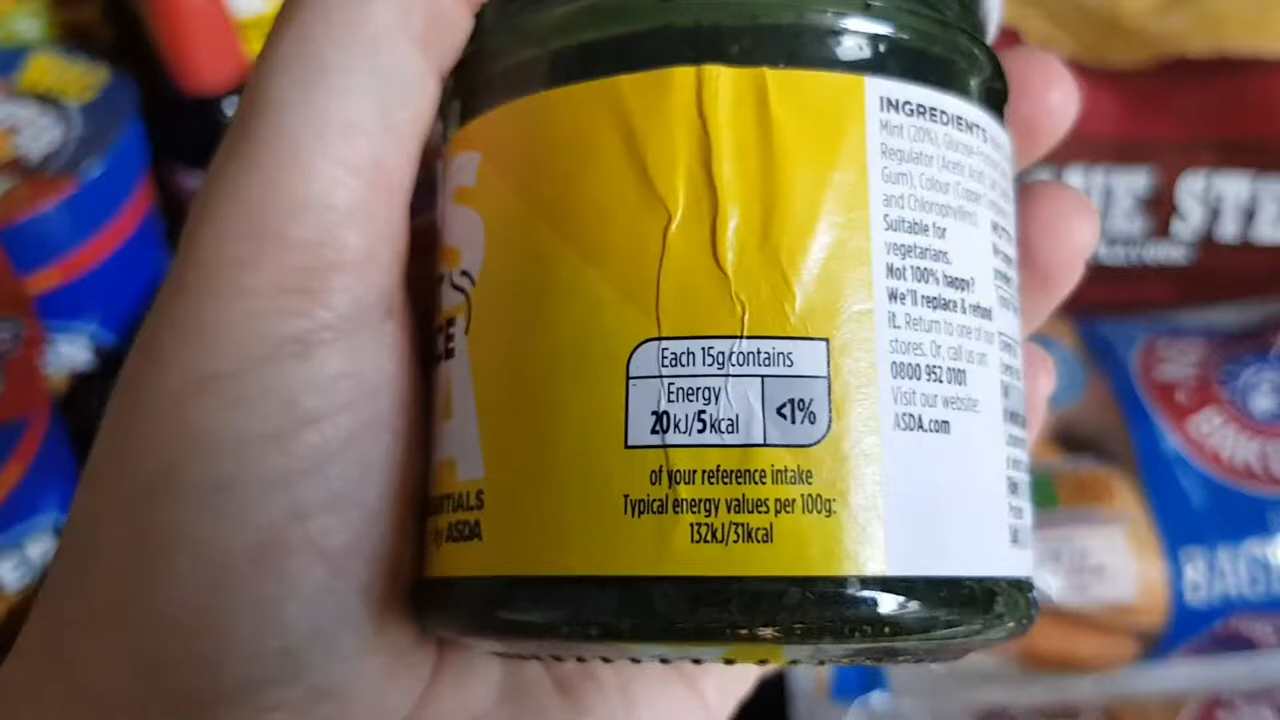 Each 15g contains
Energy
20kJ/5kcal
<1%
of your reference intake
Typical energy values per 100g:
132kJ/31kcal
CE
by ASDA
INGREDIENTS
Mint (20%),
Regulator (Acetic Acid),
Gum), Colour (Copper
and Chlorophyllin).
Suitable for
vegetarians.
Not 100% happy?
We'll replace & refund
it. Return to one of our
stores. Or, call us on:
0800 952 0101
Visit our website:
ASDA.com